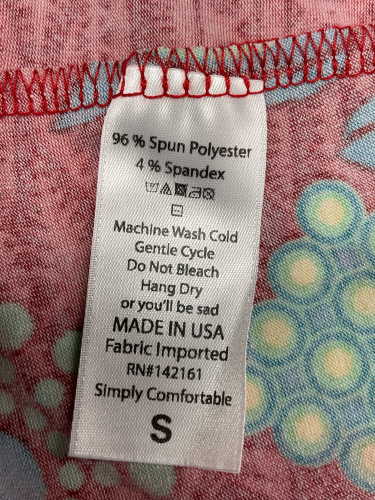 96 % Spun Polyester
4 % Spandex
Machine Wash Cold
Gentle Cycle
Do Not Bleach
Hang Dry
or you'll be sad
MADE IN USA
Fabric Imported
RN#142161
Simply Comfortable
S